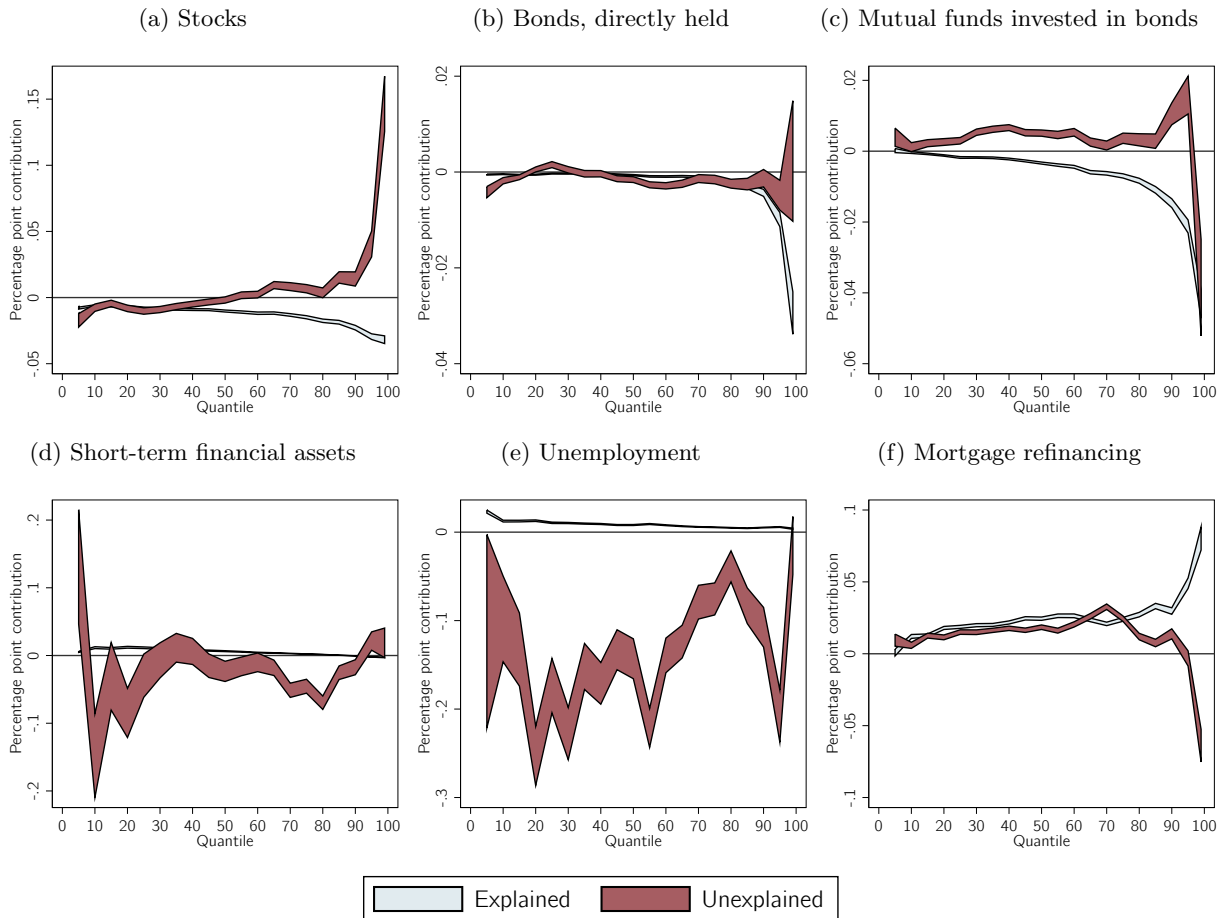 (a) Stocks
(b) Bonds, directly held
(c) Mutual funds invested in bonds
Percentage point contribution
-.05 0 .05 .1 .15
0 10 20 30 40 50 60 70 80 90 100
Quantile
Percentage point contribution
-.04 -.02 0 .02
0 10 20 30 40 50 60 70 80 90 100
Quantile
Percentage point contribution
-.06 -.04 -.02 0 .02
0 10 20 30 40 50 60 70 80 90 100
Quantile
(d) Short-term financial assets
(e) Unemployment
(f) Mortgage refinancing
Percentage point contribution
-.2 -.1 0 .1 .2
0 10 20 30 40 50 60 70 80 90 100
Quantile
Percentage point contribution
-.3 -.2 -.1 0
0 10 20 30 40 50 60 70 80 90 100
Quantile
Percentage point contribution
-.1 -.05 0 .05 .1
0 10 20 30 40 50 60 70 80 90 100
Quantile
Explained
Unexplained